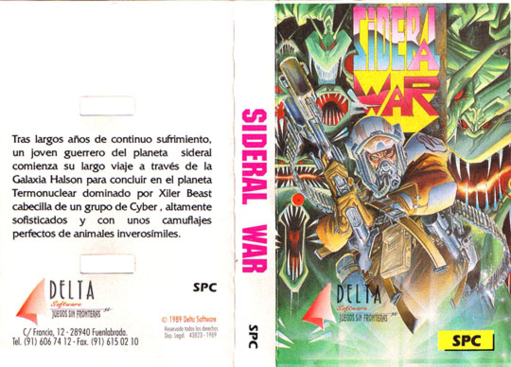 Tras largos años de continuo sufrimiento,
un joven guerrero del planeta sideral
comienza su largo viaje a través de la
Galaxia Halson para concluir en el planeta
Termonuclear dominado por Xiler Beast
cabecilla de un grupo de Cyber , altamente
sofisticados y con unos camuflajes
perfectos de animales inverosímiles.
DELTA
Software
JUEGOS SIN FRONTERAS
SPC
C/ Francia, 12 - 28940 Fuenlabrada.
Tel. (91) 606 74 12 - Fax. (91) 615 02 10
© 1989 Delta Software
Reservado todos los derechos
Dep. Legal. 43823 - 1989
SIDERAL WAR
SPC
SIDERAL
WAR
DELTA
Software
JUEGOS SIN FRONTERAS
SPC